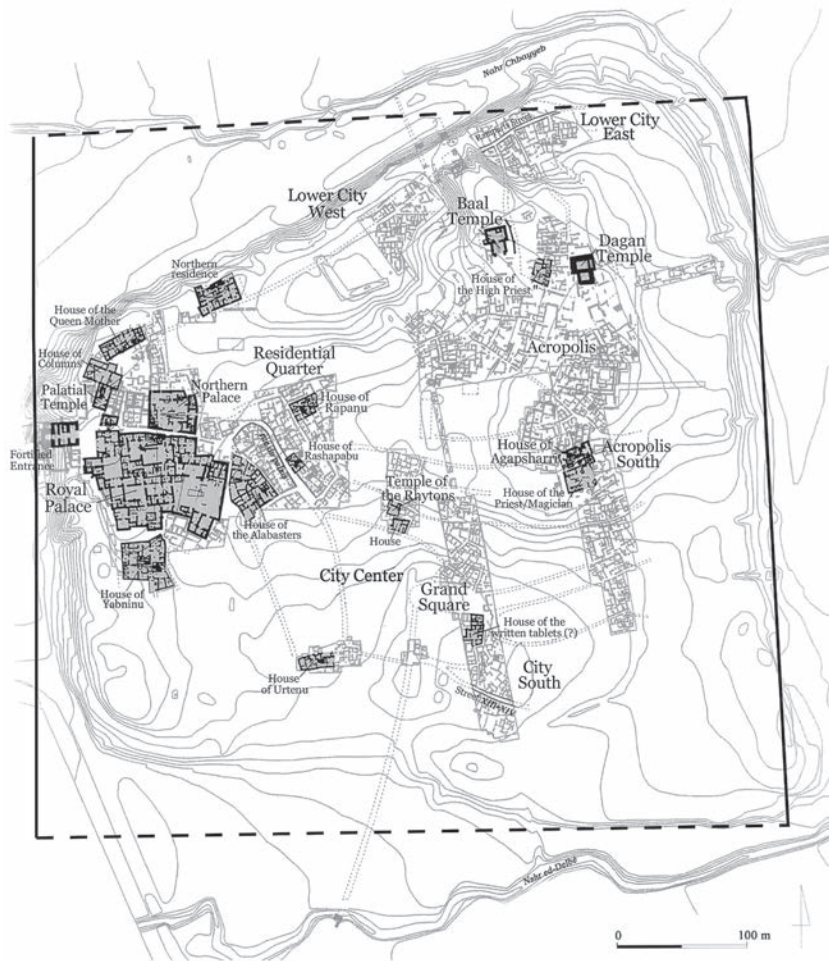 Nahr Chbayyeb
Rampart Street
Lower City
East
Lower City
West
Baal
Temple
Dagan
Temple
Northern
residence
House of
the High Priest"
House of the
Queen Mother
House of
Columns
Residential
Quarter
Acropolis
Northern
Palace
Palatial
Temple
House of
Rapanu
Fortified
Entrance
House of
Rashapabu
House of
Agapsharri
Acropolis
South
Royal
Palace
Temple of
the Rhytons
House of the
Priest/Magician
House of
the Alabasters
House
City Center
House of
Yabninu
Grand
Square
House of the
written tablets (?)
House
of Urtenu
City
South
Nahr ed-Delbé
0
100 m